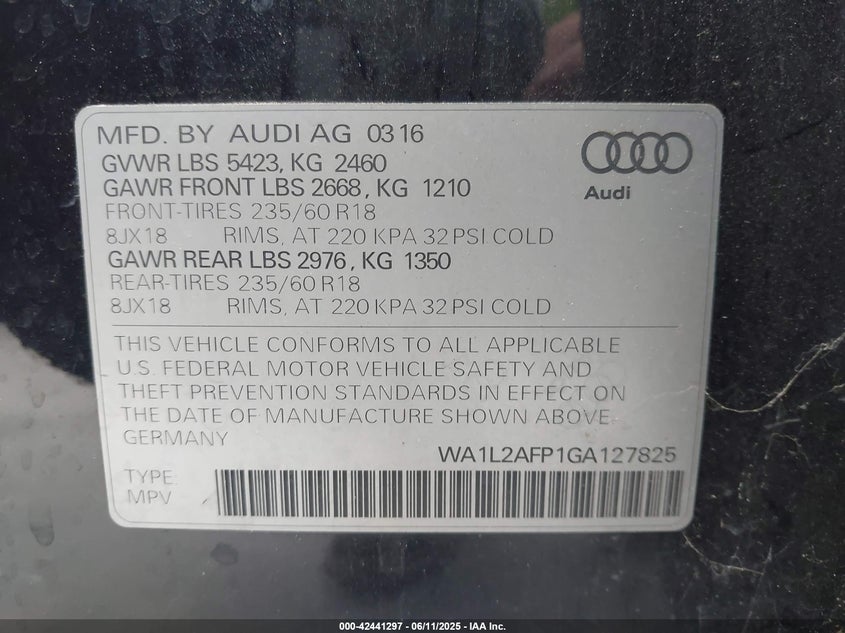 MFD. BY AUDI AG 0316
GVWR LBS 5423, KG 2460
GAWR FRONT LBS 2668, KG 1210
FRONT-TIRES 235/60 R18
8JX18 RIMS, AT 220 KPA 32 PSI COLD
GAWR REAR LBS 2976, KG 1350
REAR-TIRES 235/60 R18
8JX18 RIMS, AT 220 KPA 32 PSI COLD
Audi
THIS VEHICLE CONFORMS TO ALL APPLICABLE
U.S. FEDERAL MOTOR VEHICLE SAFETY AND
THEFT PREVENTION STANDARDS IN EFFECT ON
THE DATE OF MANUFACTURE SHOWN ABOVE.
GERMANY
WA1L2AFP1GA127825
TYPE:
MPV
000-42441297 - 06/11/2025 - IAA Inc.